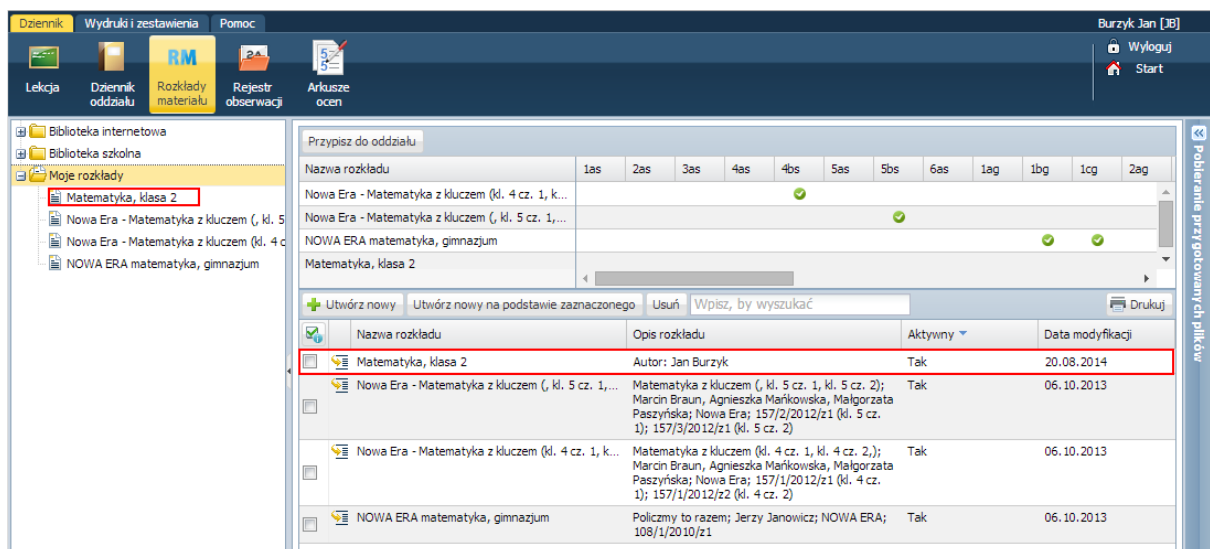 Dziennik Wydruki i zestawienia Pomoc Burzyk Jan [JB]
Wyloguj
Start
RM
2A
5
5
Lekcja Dziennik oddziału Rozkłady materiału Rejestr obserwacji Arkusze ocen
Biblioteka internetowa
Biblioteka szkolna
Moje rozkłady
Matematyka, klasa 2
Nowa Era - Matematyka z kluczem (, kl. 5
Nowa Era - Matematyka z kluczem (kl. 4 c
NOWA ERA matematyka, gimnazjum
Przypisz do oddziału
Nazwa rozkładu 1as 2as 3as 4as 4bs 5as 5bs 6as 1ag 1bg 1cg 2ag
Nowa Era - Matematyka z kluczem (kl. 4 cz. 1, k...
Nowa Era - Matematyka z kluczem (, kl. 5 cz. 1,...
NOWA ERA matematyka, gimnazjum
Matematyka, klasa 2
Utwórz nowy Utwórz nowy na podstawie zaznaczonego Usuń Wpisz, by wyszukać Drukuj
Nazwa rozkładu Opis rozkładu Aktywny Data modyfikacji
Matematyka, klasa 2 Autor: Jan Burzyk Tak 20.08.2014
Nowa Era - Matematyka z kluczem (, kl. 5 cz. 1,... Matematyka z kluczem (, kl. 5 cz. 1, kl. 5 cz. 2); Tak 06.10.2013
Marcin Braun, Agnieszka Mańkowska, Małgorzata
Paszyńska; Nowa Era; 157/2/2012/z1 (kl. 5 cz.
1); 157/3/2012/z1 (kl. 5 cz. 2)
Nowa Era - Matematyka z kluczem (kl. 4 cz. 1, k... Matematyka z kluczem (kl. 4 cz. 1, kl. 4 cz. 2,); Tak 06.10.2013
Marcin Braun, Agnieszka Mańkowska, Małgorzata
Paszyńska; Nowa Era; 157/1/2012/z1 (kl. 4 cz.
1); 157/1/2012/z2 (kl. 4 cz. 2)
NOWA ERA matematyka, gimnazjum Policzmy to razem; Jerzy Janowicz; NOWA ERA; Tak 06.10.2013
108/1/2010/z1
Pobieranie przygotowanych plików